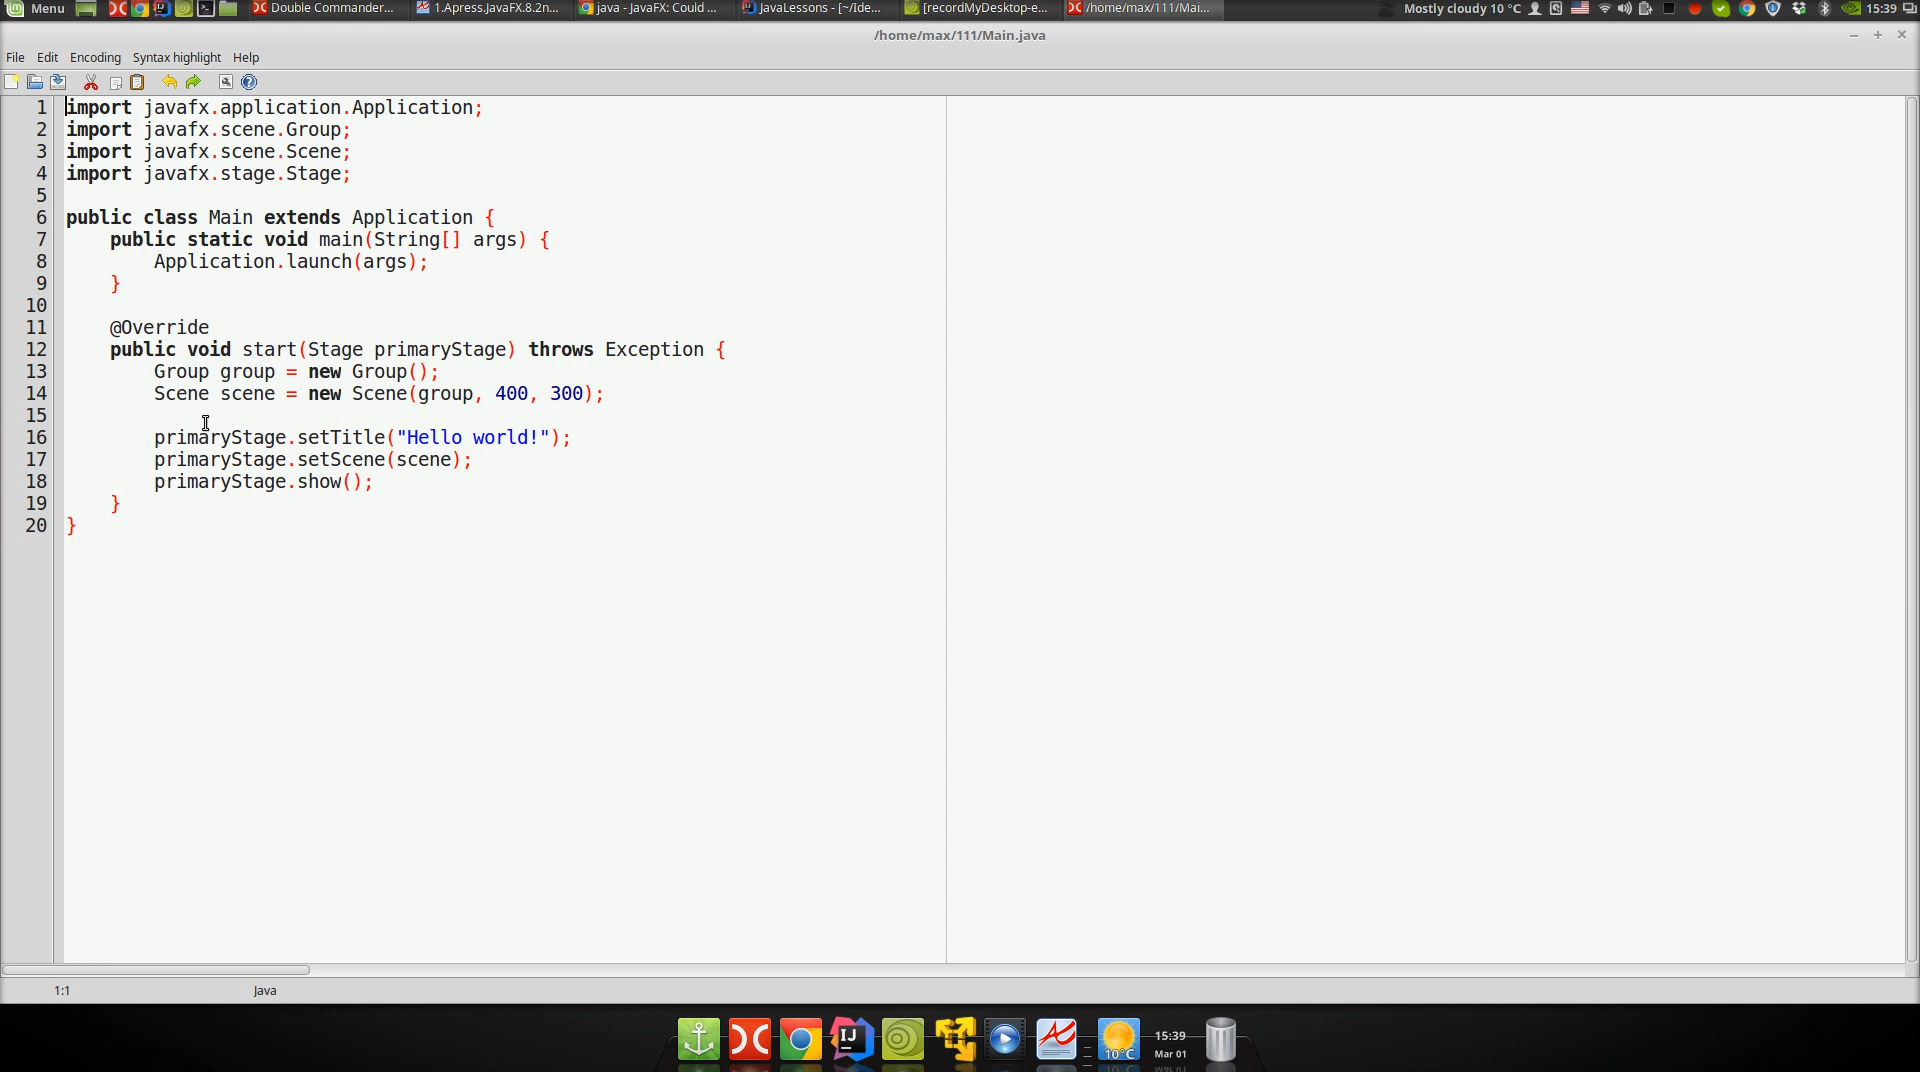 Menu Double Commander... 1.Apress.JavaFX.8.2n... java - JavaFX: Could ... JavaLessons - [~/Ide... [recordMyDesktop-e... /home/max/111/Mai... Mostly cloudy 10 °C 15:39
/home/max/111/Main.java
File Edit Encoding Syntax highlight Help
1 import javafx.application.Application;
2 import javafx.scene.Group;
3 import javafx.scene.Scene;
4 import javafx.stage.Stage;
5
6 public class Main extends Application {
7     public static void main(String[] args) {
8         Application.launch(args);
9     }
10
11     @Override
12     public void start(Stage primaryStage) throws Exception {
13         Group group = new Group();
14         Scene scene = new Scene(group, 400, 300);
15
16         primaryStage.setTitle("Hello world!");
17         primaryStage.setScene(scene);
18         primaryStage.show();
19     }
20 }
1:1 Java
IJ 10°C 15:39
Mar 01